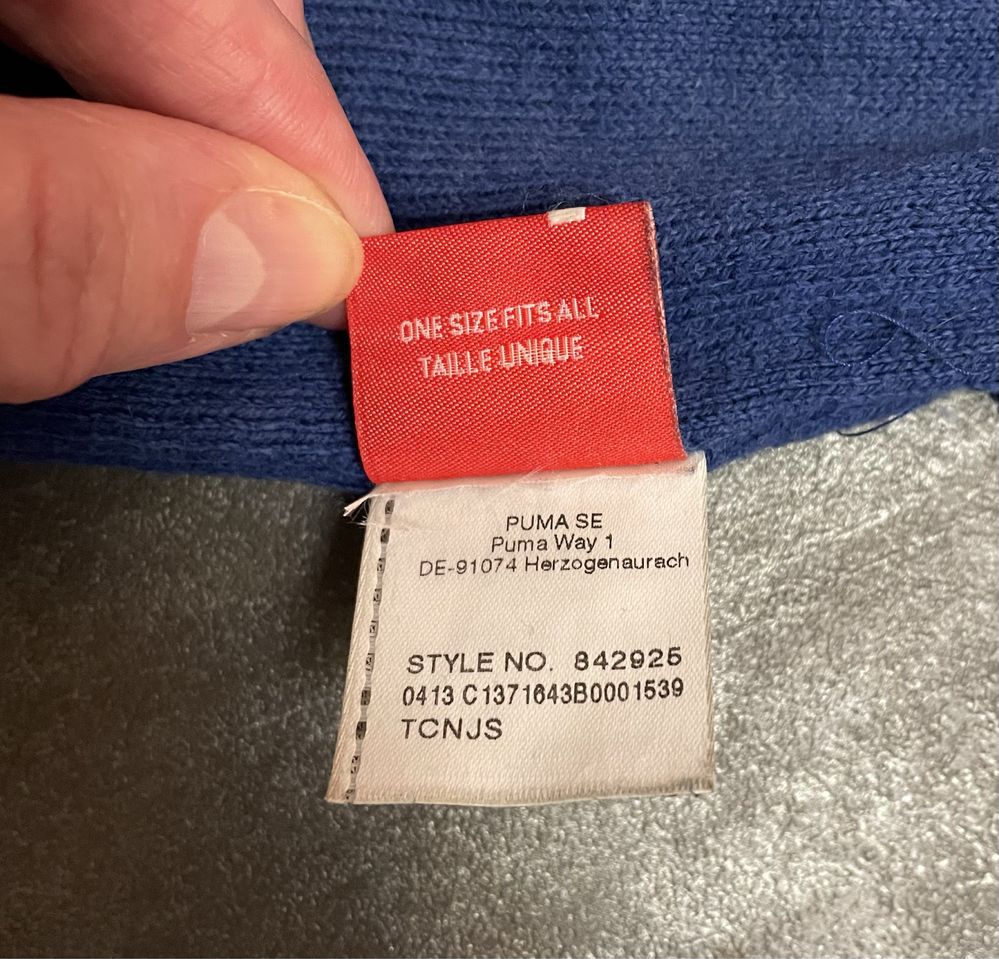 ONE SIZE FITS ALL
TAILLE UNIQUE
PUMA SE
Puma Way 1
DE-91074 Herzogenaurach
STYLE NO. 842925
0413 C1371643B0001539
TCNJS